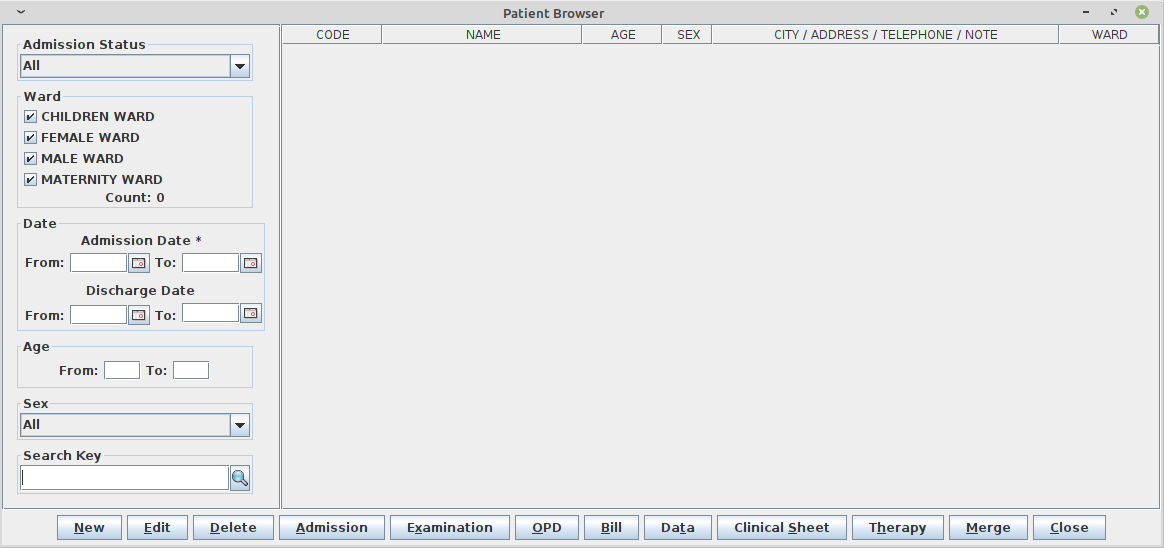 Patient Browser
Admission Status
All
Ward
CHILDREN WARD
FEMALE WARD
MALE WARD
MATERNITY WARD
Count: 0
Date
Admission Date *
From: To:
Discharge Date
From: To:
Age
From: To:
Sex
All
Search Key
CODE NAME AGE SEX CITY / ADDRESS / TELEPHONE / NOTE WARD
New Edit Delete Admission Examination OPD Bill Data Clinical Sheet Therapy Merge Close